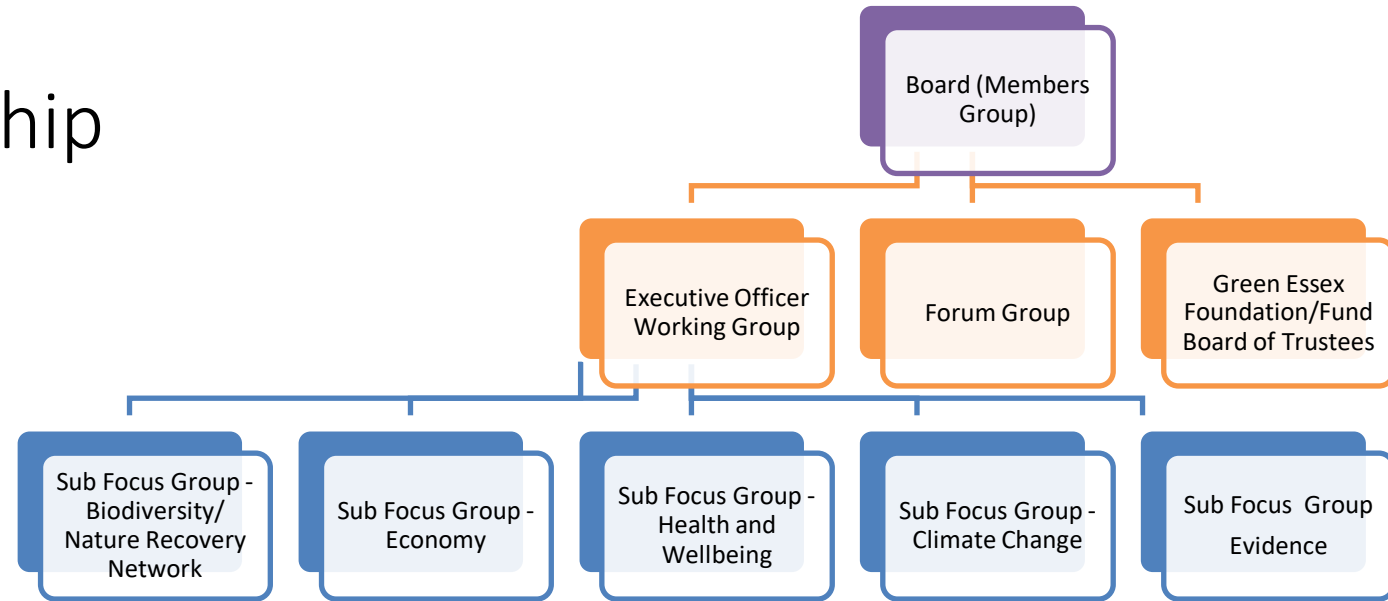 hip
Board (Members
Group)
Executive Officer
Working Group
Forum Group
Green Essex
Foundation/Fund
Board of Trustees
Sub Focus Group -
Biodiversity/
Nature Recovery
Network
Sub Focus Group -
Economy
Sub Focus Group -
Health and
Wellbeing
Sub Focus Group -
Climate Change
Sub Focus Group
Evidence